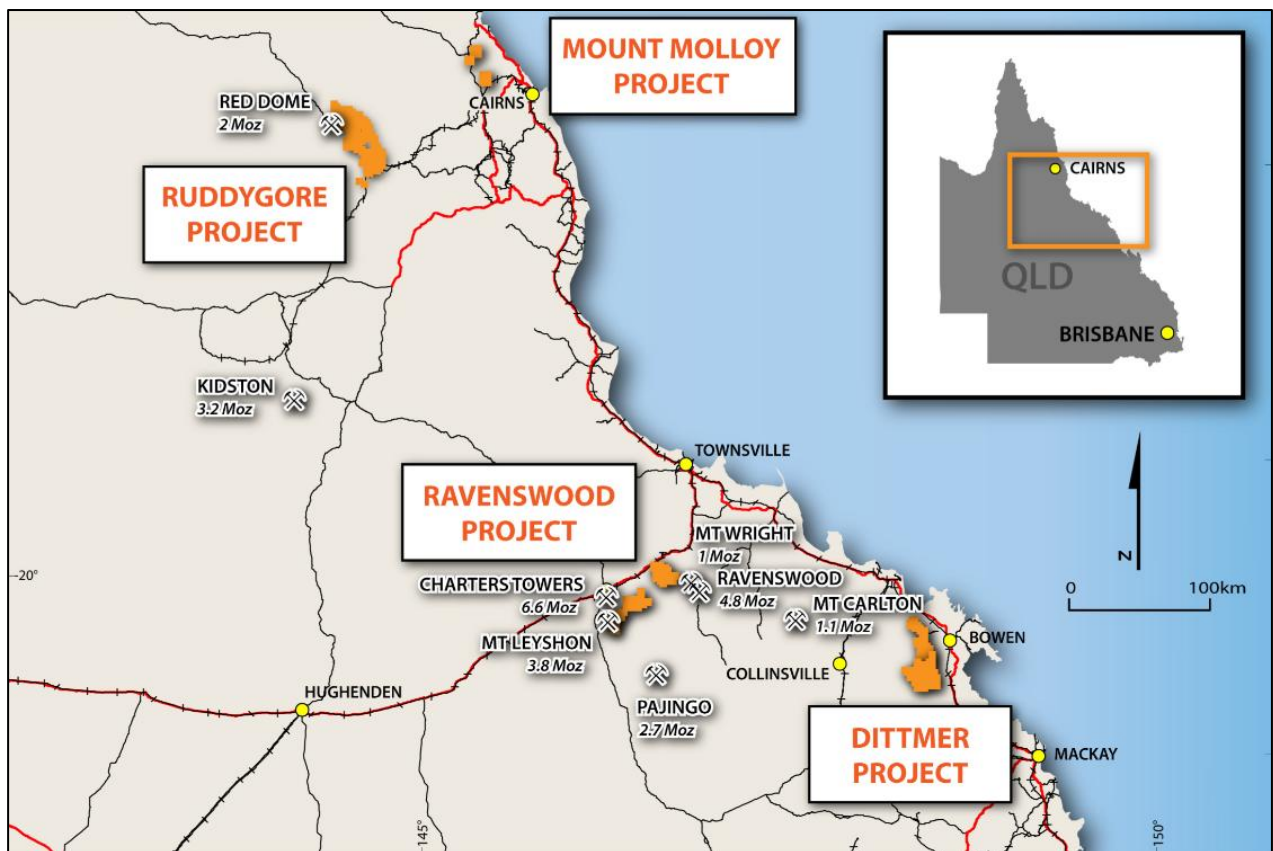 MOUNT MOLLOY
PROJECT
CAIRNS
RED DOME
2 Moz
RUDDYGORE
PROJECT
CAIRNS
QLD
BRISBANE
KIDSTON
3.2 Moz
TOWNSVILLE
RAVENSWOOD
PROJECT
MT WRIGHT
1 Moz
N
-20°
CHARTERS TOWERS
6.6 Moz
RAVENSWOOD
4.8 Moz
MT CARLTON
1.1 Moz
0
100km
MT LEYSHON
3.8 Moz
BOWEN
COLLINSVILLE
HUGHENDEN
PAJINGO
2.7 Moz
DITTMER
PROJECT
MACKAY
145°
150°